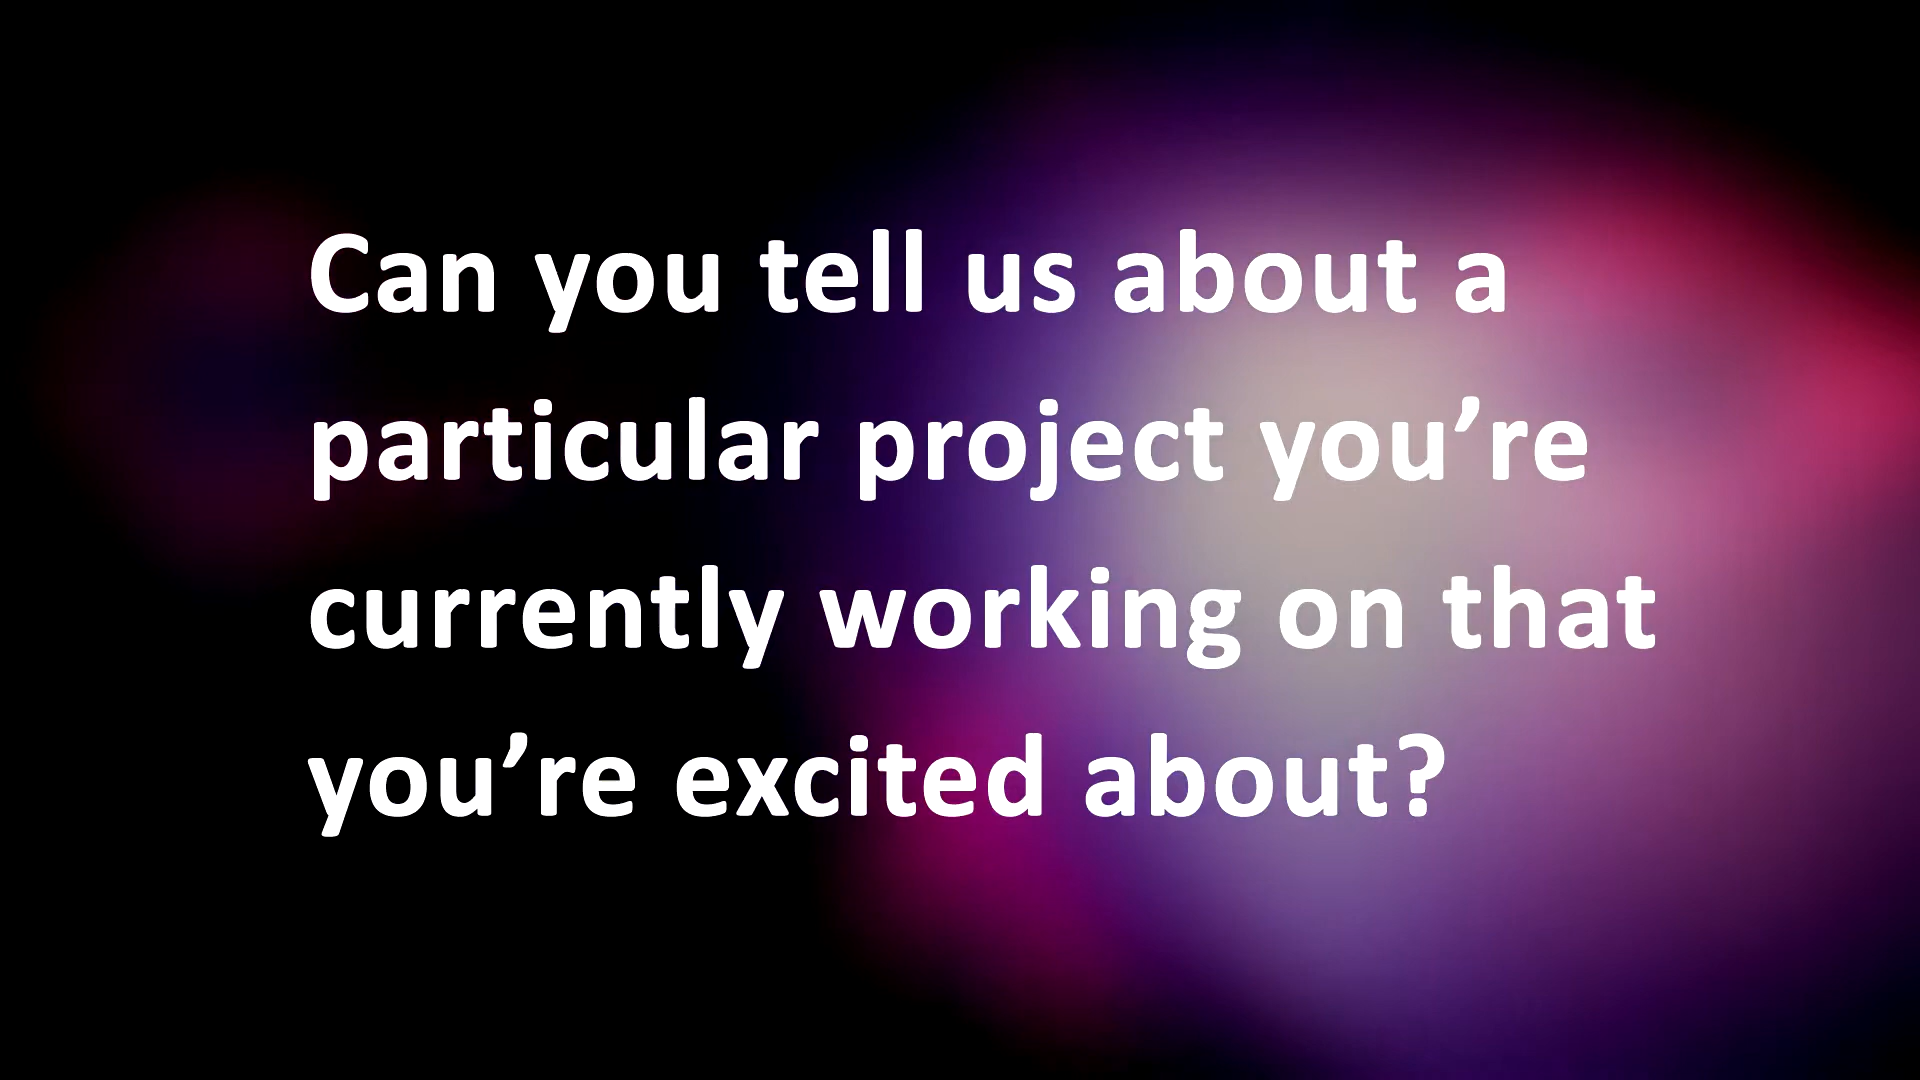 Can you tell us about a
particular project you’re
currently working on that
you’re excited about?